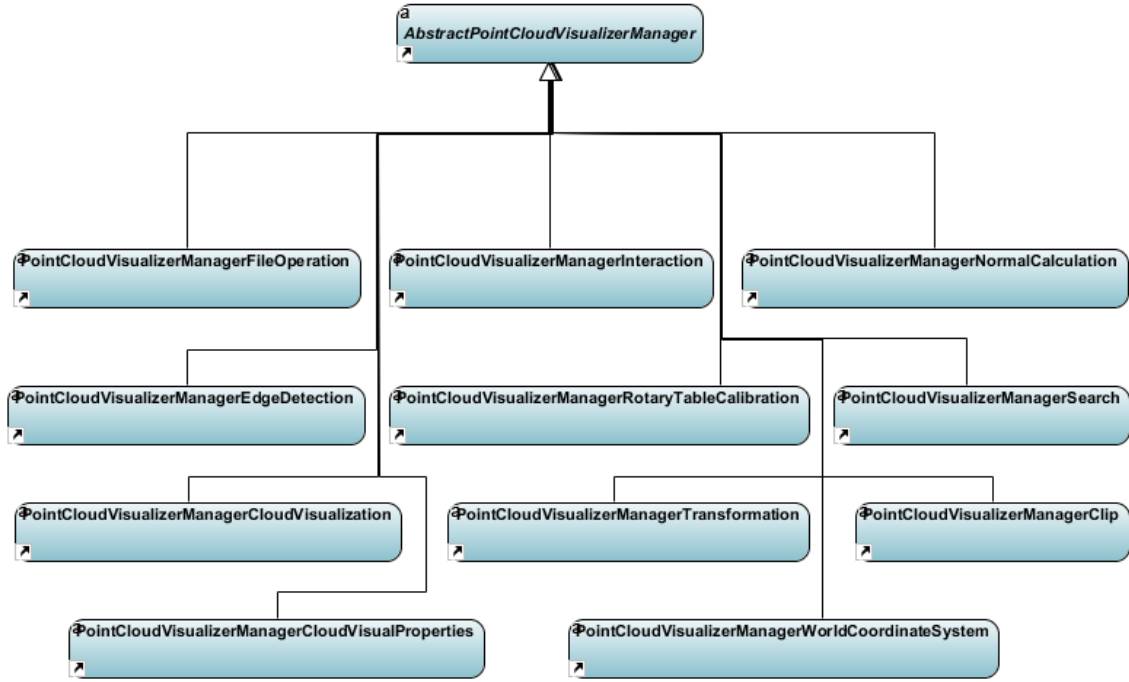 a
AbstractPointCloudVisualizerManager
a
PointCloudVisualizerManagerFileOperation
a
PointCloudVisualizerManagerInteraction
a
PointCloudVisualizerManagerNormalCalculation
a
PointCloudVisualizerManagerEdgeDetection
a
PointCloudVisualizerManagerRotaryTableCalibration
a
PointCloudVisualizerManagerSearch
a
PointCloudVisualizerManagerCloudVisualization
a
PointCloudVisualizerManagerTransformation
a
PointCloudVisualizerManagerClip
a
PointCloudVisualizerManagerCloudVisualProperties
a
PointCloudVisualizerManagerWorldCoordinateSystem